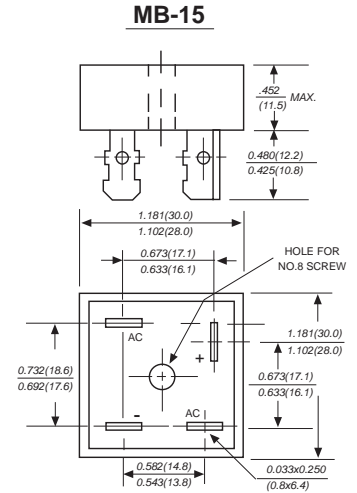 MB-15
.452
(11.5)
MAX.
0.480(12.2)
0.425(10.8)
1.181(30.0)
1.102(28.0)
0.673(17.1)
0.633(16.1)
HOLE FOR
NO.8 SCREW
AC
+
1.181(30.0)
1.102(28.0)
0.732(18.6)
0.692(17.6)
0.673(17.1)
0.633(16.1)
-
AC
0.582(14.8)
0.543(13.8)
0.033x0.250
(0.8x6.4)